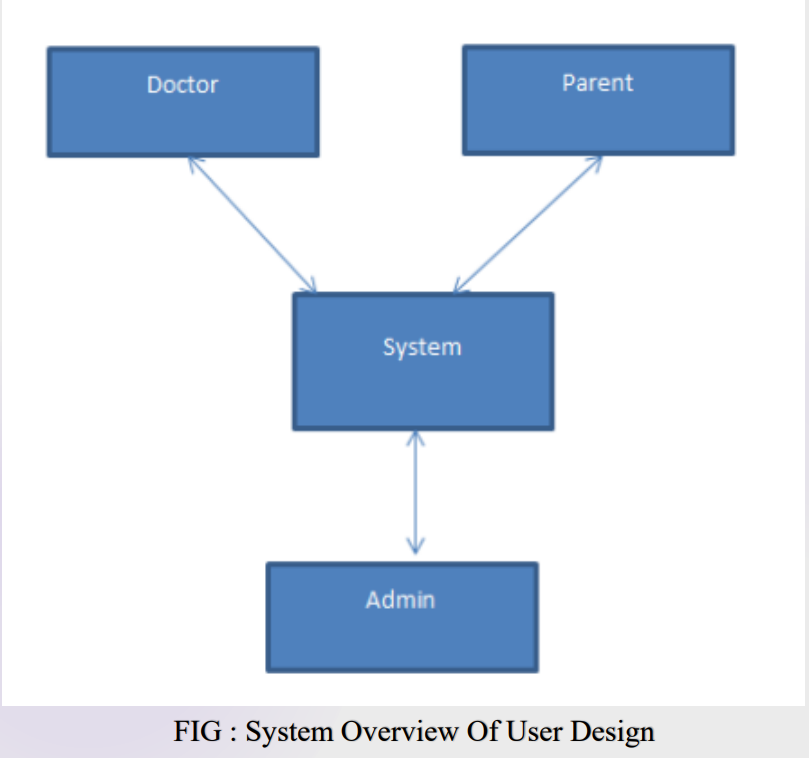 Doctor
Parent
System
Admin
FIG : System Overview Of User Design